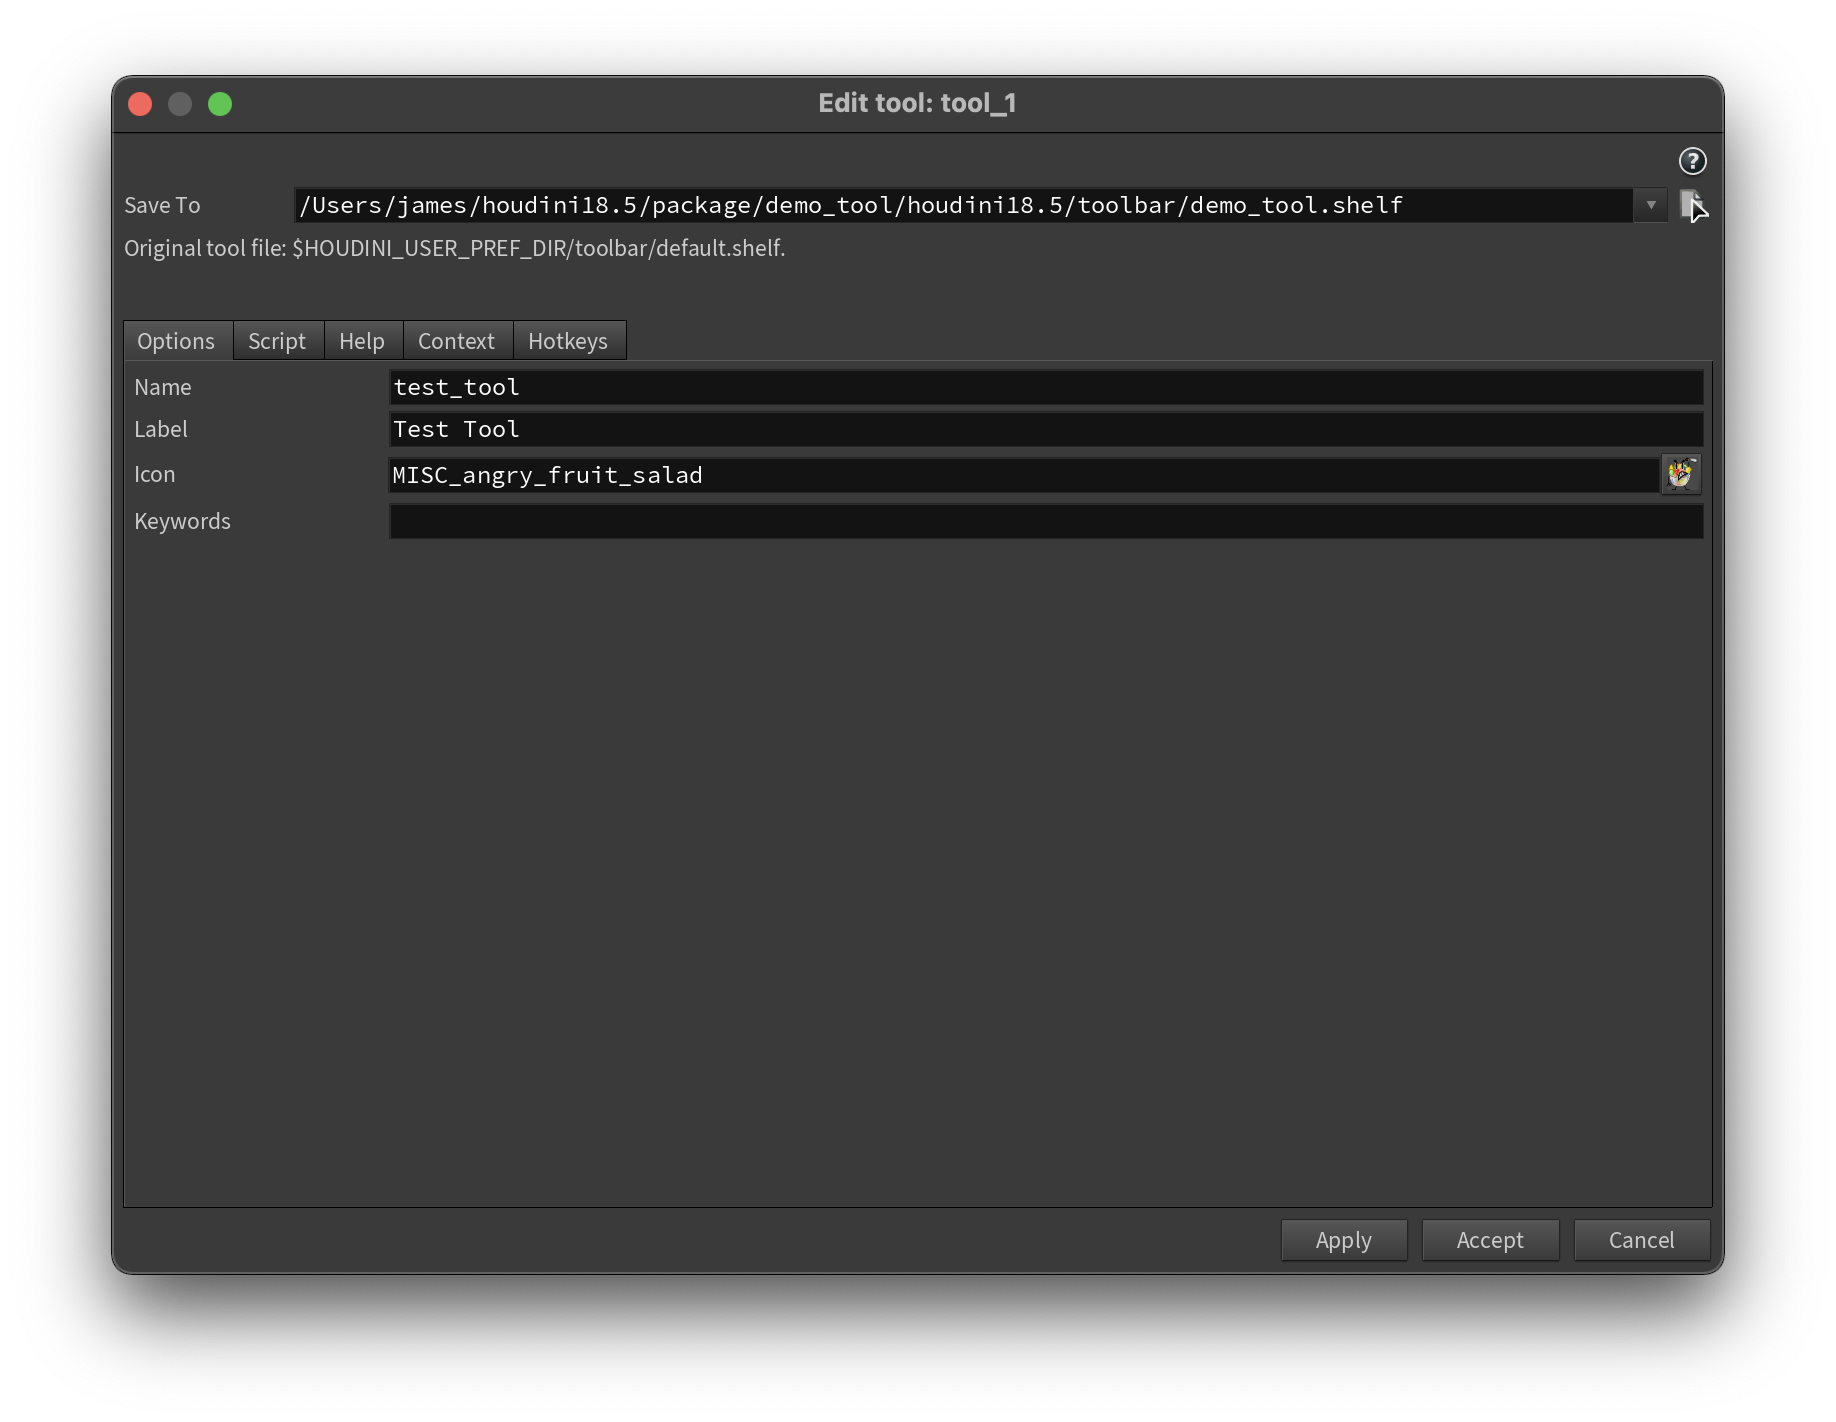 Edit tool: tool_1
?
Save To /Users/james/houdini18.5/package/demo_tool/houdini18.5/toolbar/demo_tool.shelf
Original tool file: $HOUDINI_USER_PREF_DIR/toolbar/default.shelf.
Options Script Help Context Hotkeys
Name test_tool
Label Test Tool
Icon MISC_angry_fruit_salad
Keywords
Apply Accept Cancel